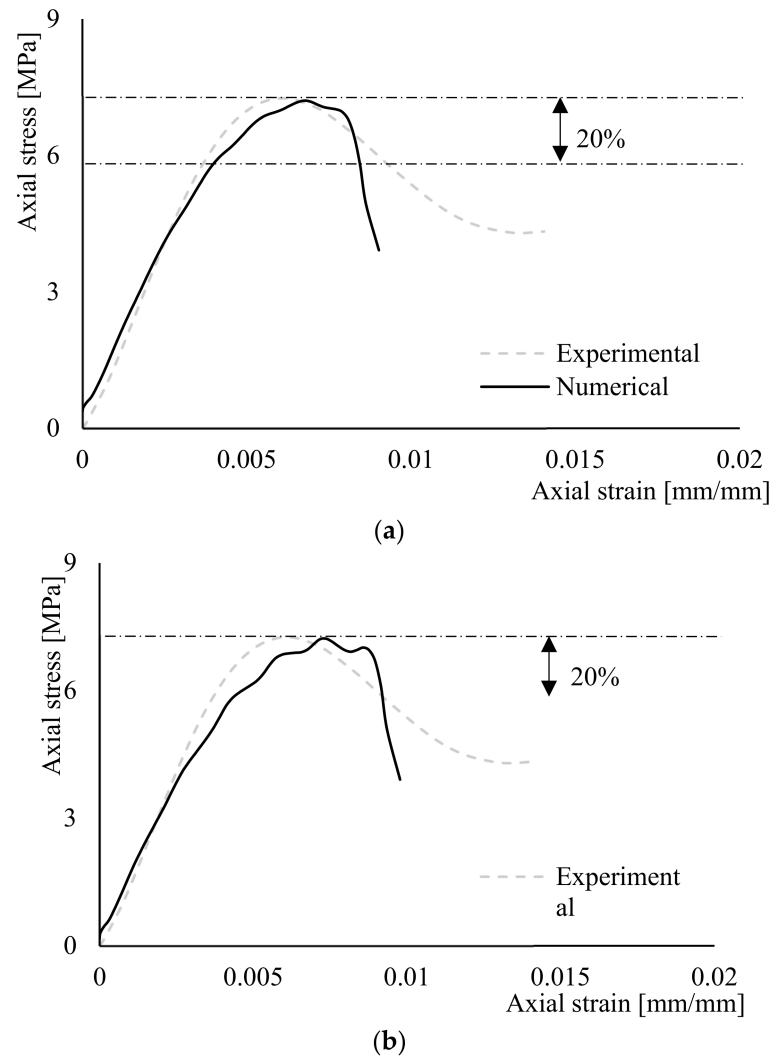 9
Axial stress [MPa]
20%
6
3
Experimental
Numerical
0
0 0.005 0.01 0.015 0.02
Axial strain [mm/mm]
(a)
9
Axial stress [MPa]
20%
6
3
Experiment
al
0
0 0.005 0.01 0.015 0.02
Axial strain [mm/mm]
(b)